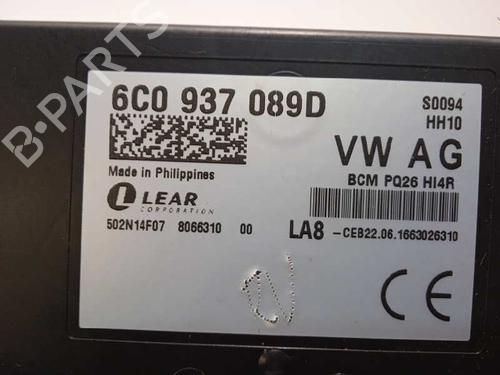 B-PARTS
6C0 937 089D
S0094
HH10
VW AG
BCM PQ26 HI4R
Made in Philippines
LEAR
CORPORATION
502N14F07 8066310 00
LA8 -CEB22.06.1663026310
CE